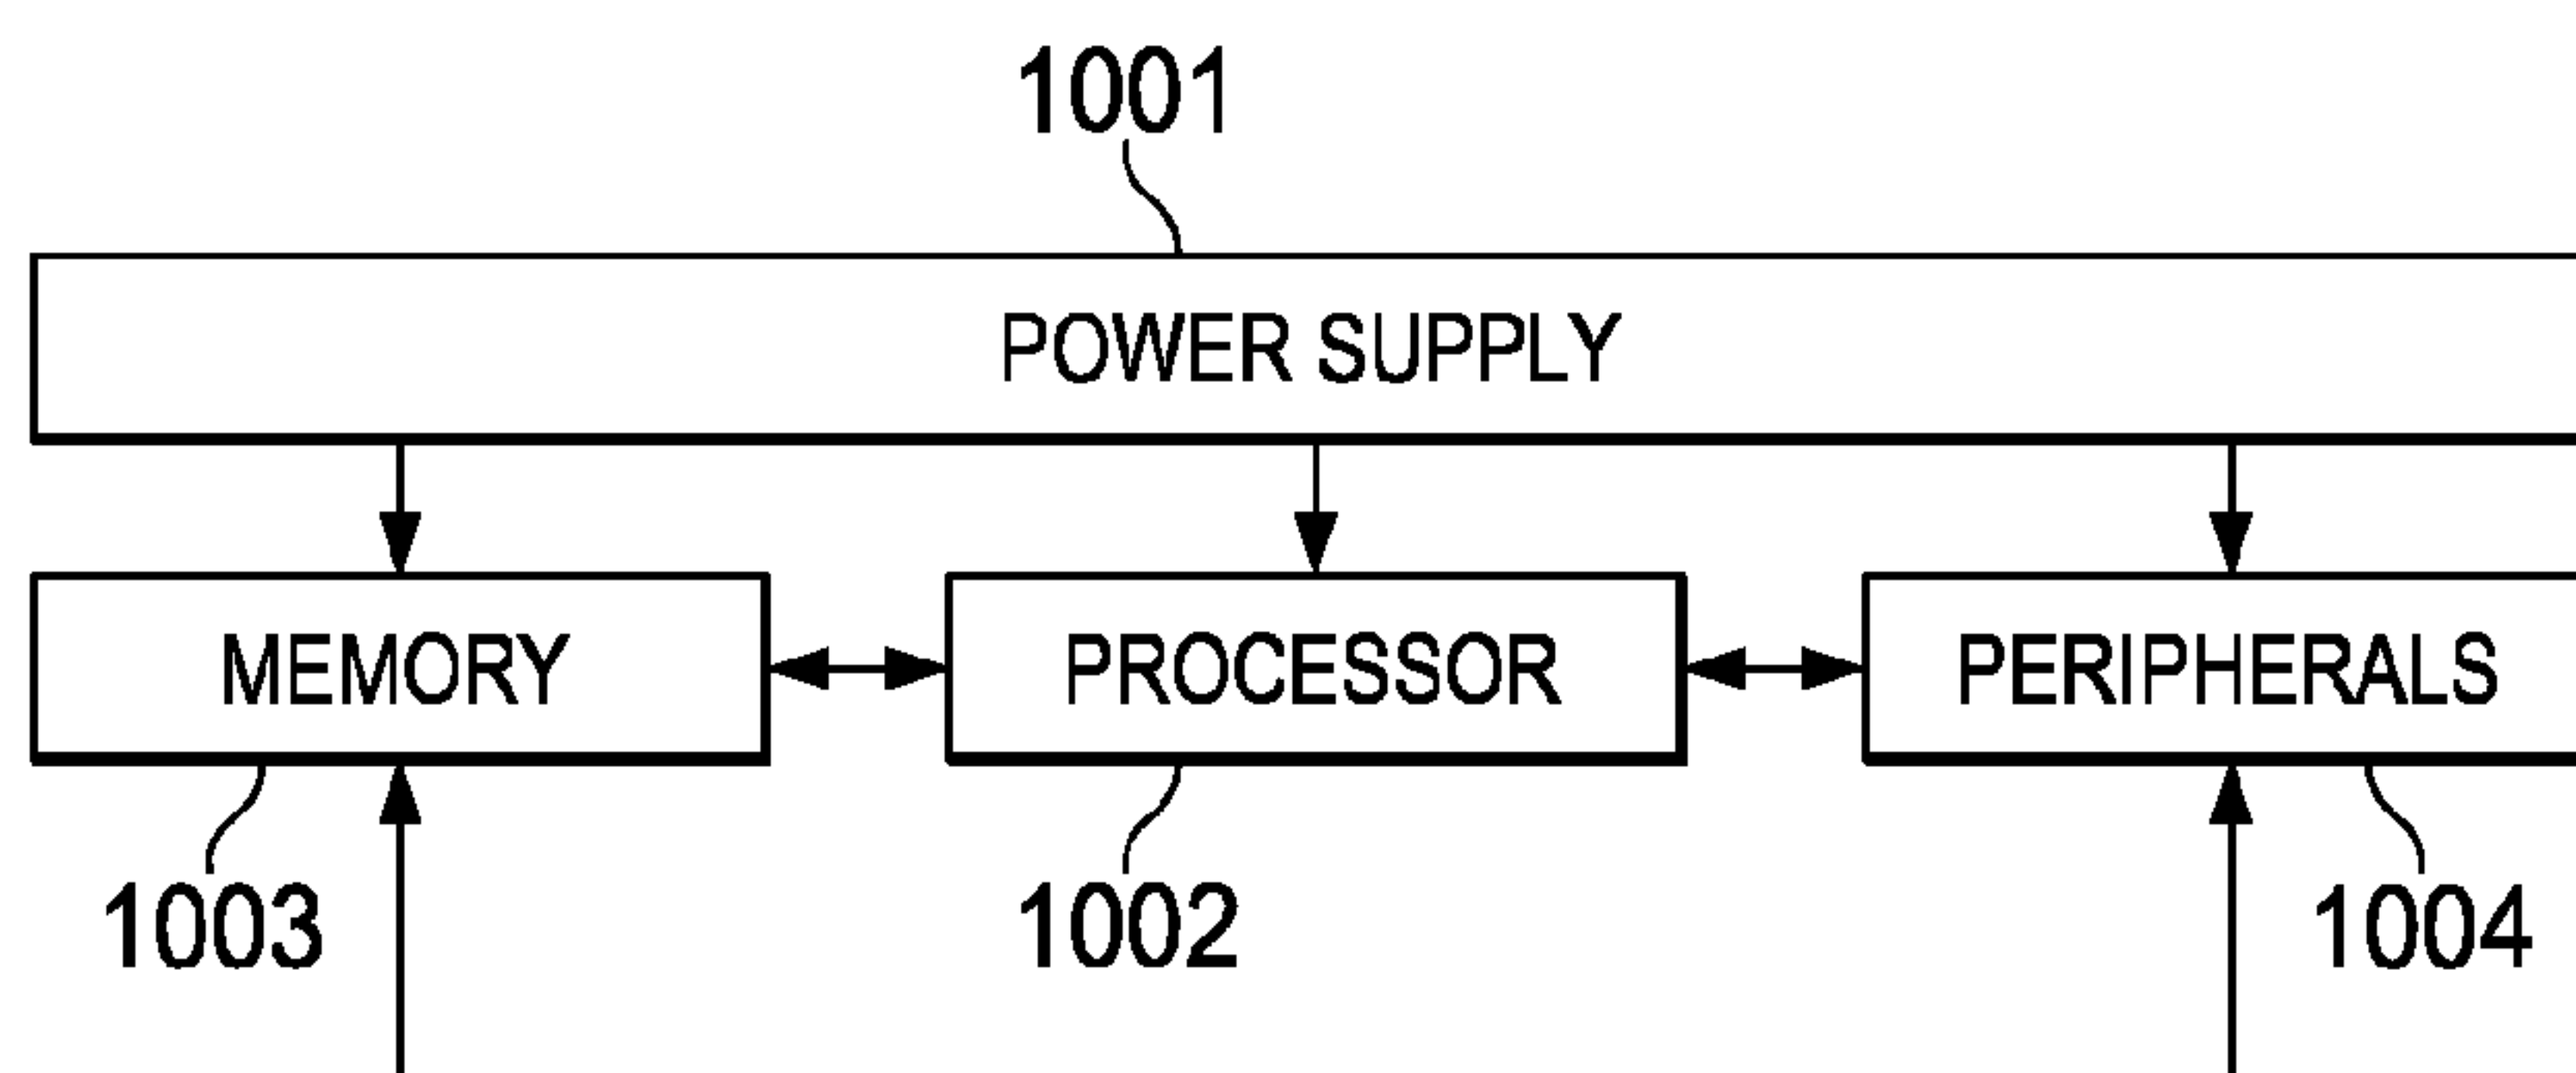 1001
POWER SUPPLY
MEMORY
PROCESSOR
PERIPHERALS
1003
1002
1004